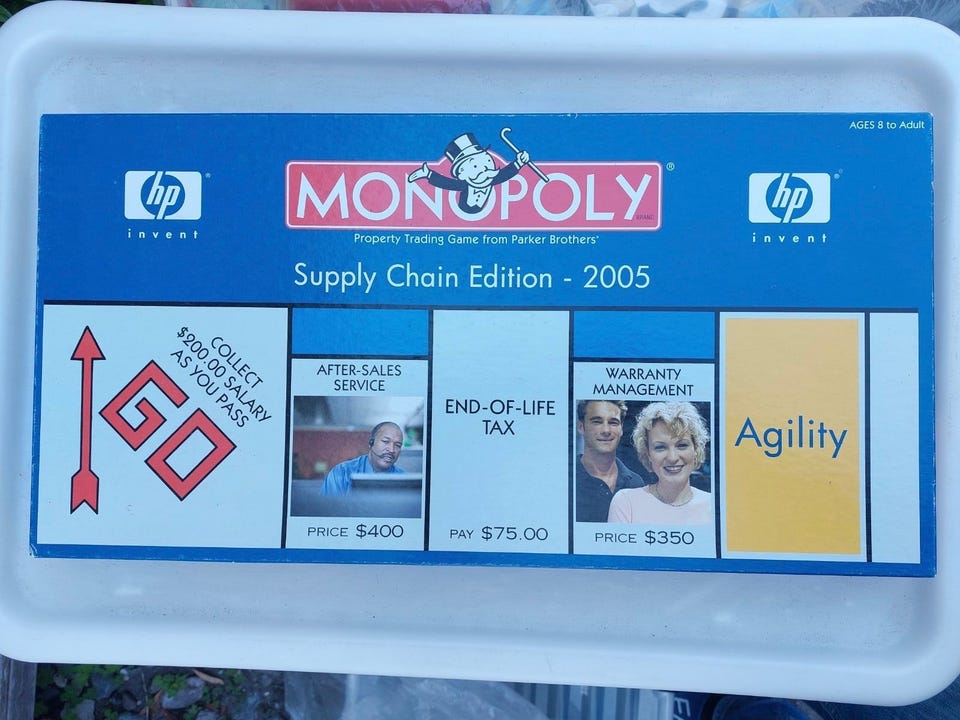 AGES 8 to Adult
hp
invent
MONOPOLY
BRAND
®
Property Trading Game from Parker Brothers®
hp
invent
Supply Chain Edition - 2005
COLLECT
$200.00 SALARY
AS YOU PASS
GO
AFTER-SALES
SERVICE
PRICE $400
END-OF-LIFE
TAX
PAY $75.00
WARRANTY
MANAGEMENT
PRICE $350
Agility